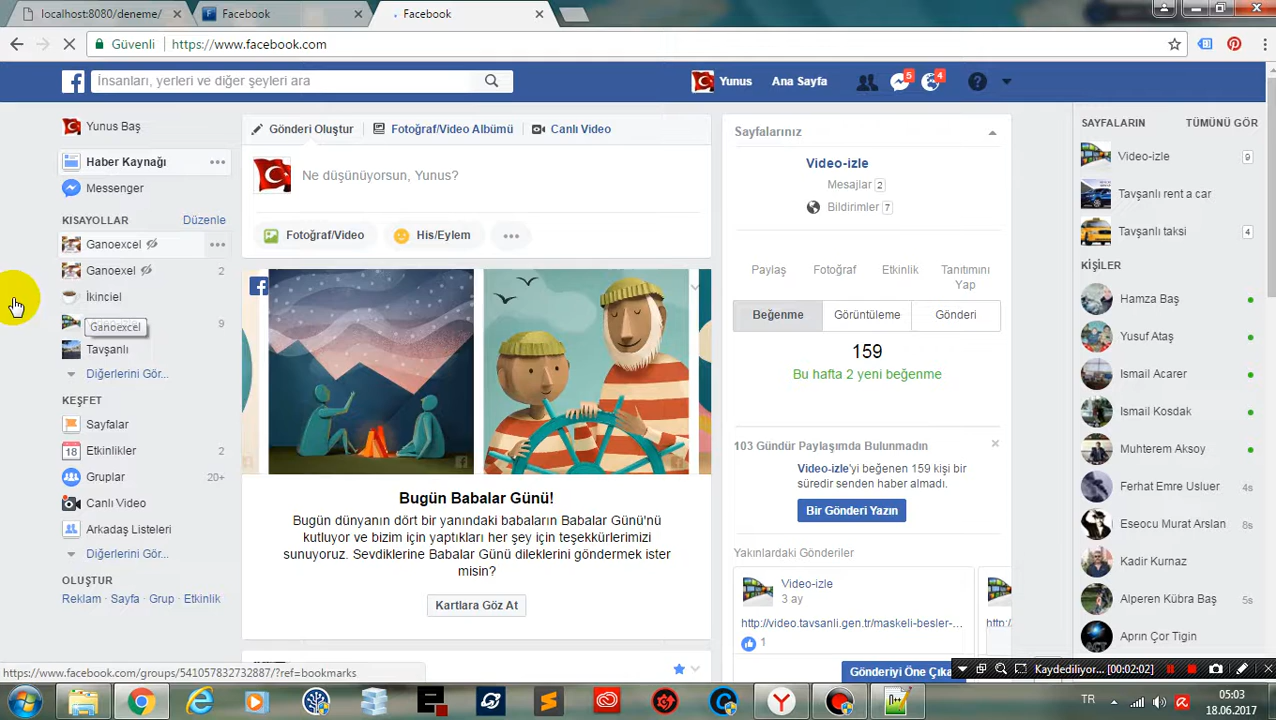 localhost:8080/deneme/
Facebook
Facebook
Güvenli
https://www.facebook.com
İnsanları, yerleri ve diğer şeyleri ara
Yunus
Ana Sayfa
5
4
Yunus Baş
Haber Kaynağı
Messenger
KISAYOLLAR
Düzenle
Ganoexcel
Ganoexel
2
İkinciel
Ganoexcel
9
Tavşanlı
Diğerlerini Gör...
KEŞFET
Sayfalar
18
Etkinlikler
2
Gruplar
20+
Canlı Video
Arkadaş Listeleri
Diğerlerini Gör...
OLUŞTUR
Reklam · Sayfa · Grup · Etkinlik
Gönderi Oluştur
Fotoğraf/Video Albümü
Canlı Video
Ne düşünüyorsun, Yunus?
Fotoğraf/Video
His/Eylem
Bugün Babalar Günü!
Bugün dünyanın dört bir yanındaki babaların Babalar Günü'nü
kutluyor ve bizim için yaptıkları her şey için teşekkürlerimizi
sunuyoruz. Sevdiklerine Babalar Günü dileklerini göndermek ister
misin?
Kartlara Göz At
Sayfalarınız
Video-izle
Mesajlar 2
Bildirimler 7
Paylaş
Fotoğraf
Etkinlik
Tanıtımını
Yap
Beğenme
Görüntüleme
Gönderi
159
Bu hafta 2 yeni beğenme
103 Gündür Paylaşımda Bulunmadın
Video-izle'yi beğenen 159 kişi bir
süredir senden haber almadı.
Bir Gönderi Yazın
Yakınlardaki Gönderiler
Video-izle
3 ay
http://video.tavsanli.gen.tr/maskeli-besler-...
http:/
1
Gönderiyi Öne Çıka
SAYFALARIN
TÜMÜNÜ GÖR
Video-izle
9
Tavşanlı rent a car
Tavşanlı taksi
4
KİŞİLER
Hamza Baş
Yusuf Ataş
Ismail Acarer
Ismail Kosdak
Muhterem Aksoy
Ferhat Emre Usluer
4s
Eseocu Murat Arslan
8s
Kadir Kurnaz
Alperen Kübra Baş
5s
Aprın Çor Tigin
https://www.facebook.com/groups/541057832732887/?ref=bookmarks
Kaydediliyor... [00:02:02]
TR
05:03
18.06.2017